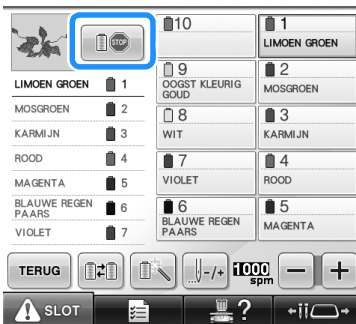 STOP
LIMOEN GROEN 1
MOSGROEN 2
KARMIJN 3
ROOD 4
MAGENTA 5
BLAUWE REGEN
PAARS 6
VIOLET 7
10
1
LIMOEN GROEN
9
OOGST KLEURIG
GOUD
2
MOSGROEN
8
WIT
3
KARMIJN
7
VIOLET
4
ROOD
6
BLAUWE REGEN
PAARS
5
MAGENTA
TERUG
-/+
1000
spm
− +
SLOT
?